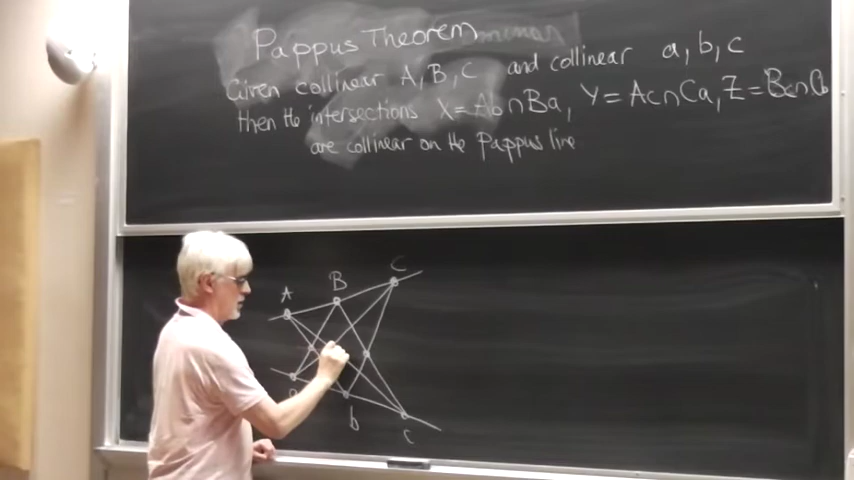 Pappus Theorem
Given collinear A, B, C and collinear a, b, c
then the intersections X = Ab ∩ Ba, Y = Ac ∩ Ca, Z = Bc ∩ Cb
are collinear on the Pappus line
A B C
a b c